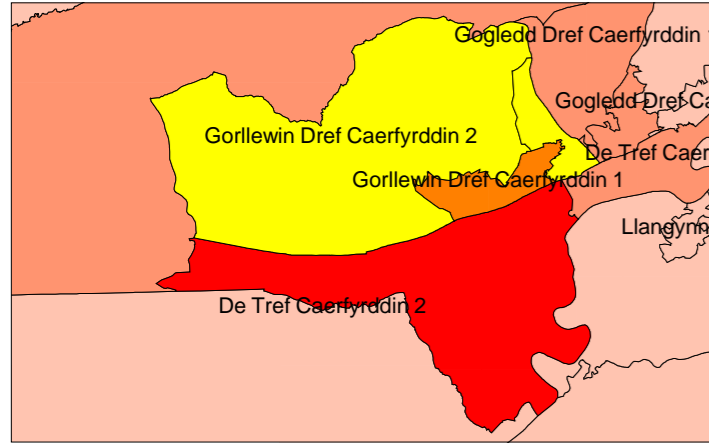 Gogledd Dref Caerfyrddin 1
Gogledd Dref Ca
Gorllewin Dref Caerfyrddin 2
De Tref Caer
Gorllewin Dref Caerfyrddin 1
Llangynn
De Tref Caerfyrddin 2